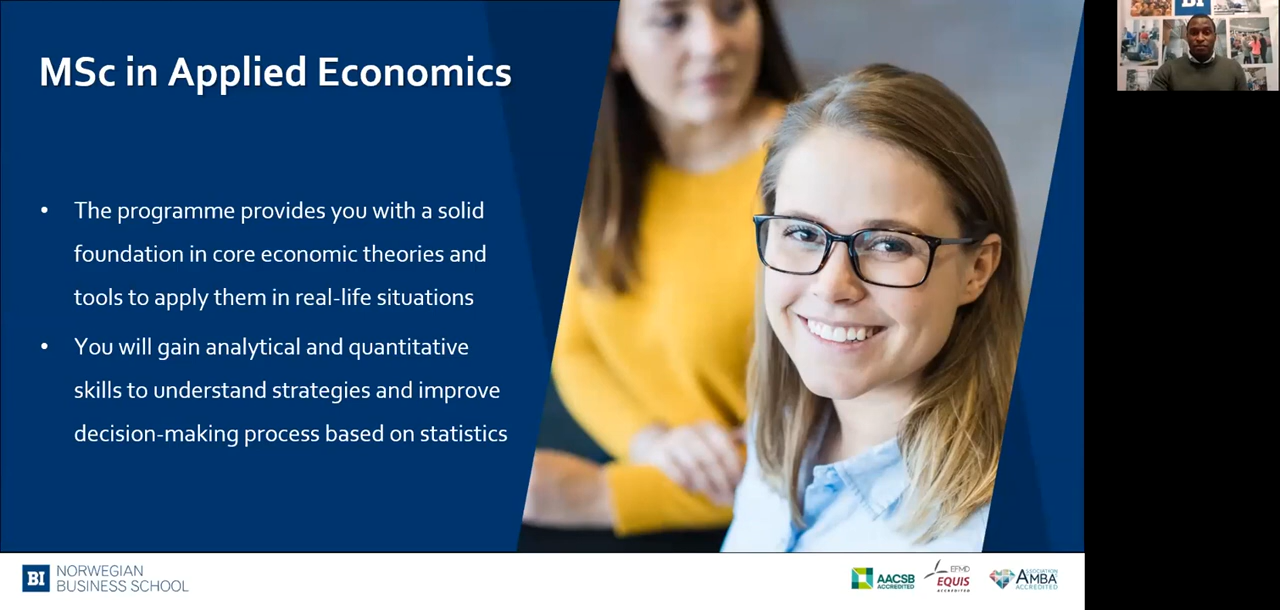 MSc in Applied Economics
• The programme provides you with a solid
foundation in core economic theories and
tools to apply them in real-life situations
• You will gain analytical and quantitative
skills to understand strategies and improve
decision-making process based on statistics
BI NORWEGIAN
BUSINESS SCHOOL
AACSB
ACCREDITED
EFMD
EQUIS
ACCREDITED
ASSOCIATION
AMBA
ACCREDITED
BI